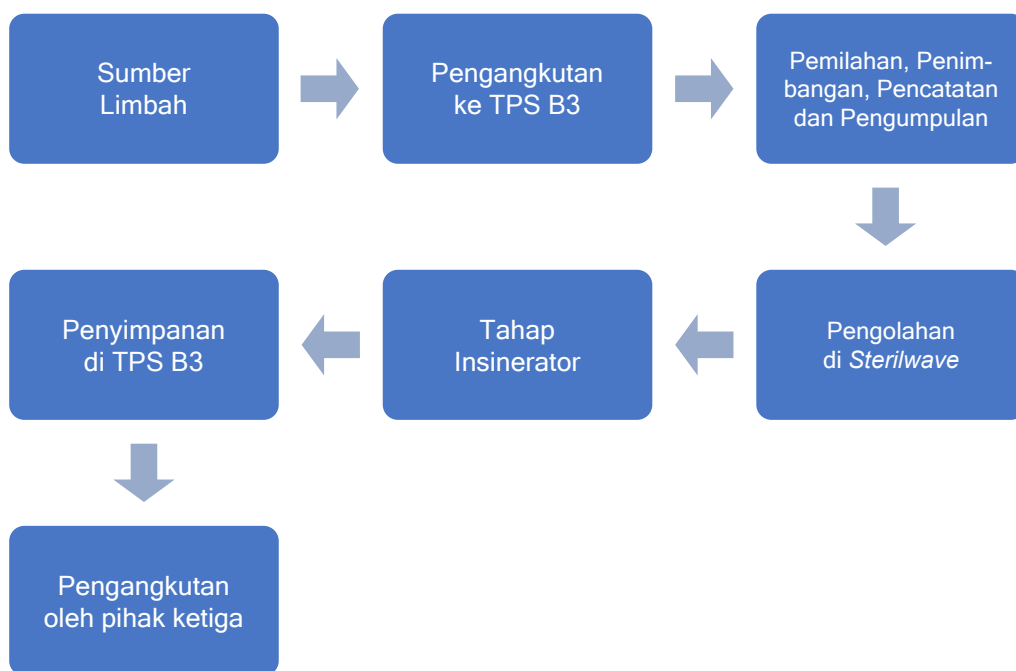 Sumber
Limbah
Pengangkutan
ke TPS B3
Pemilahan, Penim-
bangan, Pencatatan
dan Pengumpulan
Pengolahan
di Sterilwave
Tahap
Insinerator
Penyimpanan
di TPS B3
Pengangkutan
oleh pihak ketiga